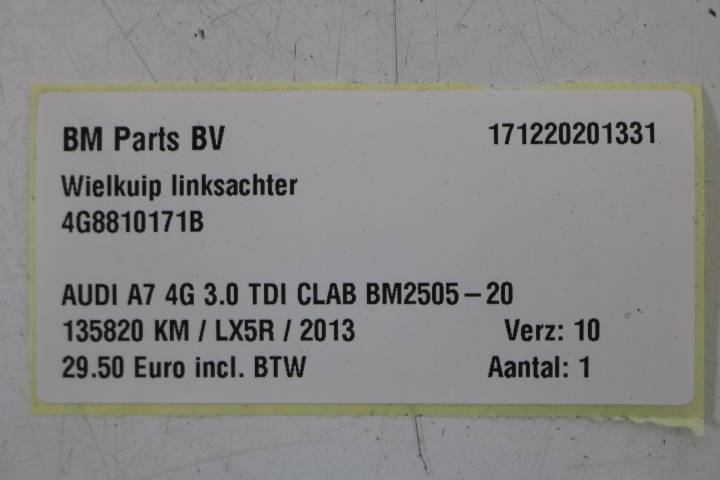 BM Parts BV 171220201331
Wielkuip linksachter
4G8810171B
AUDI A7 4G 3.0 TDI CLAB BM2505-20
135820 KM / LX5R / 2013 Verz: 10
29.50 Euro incl. BTW Aantal: 1